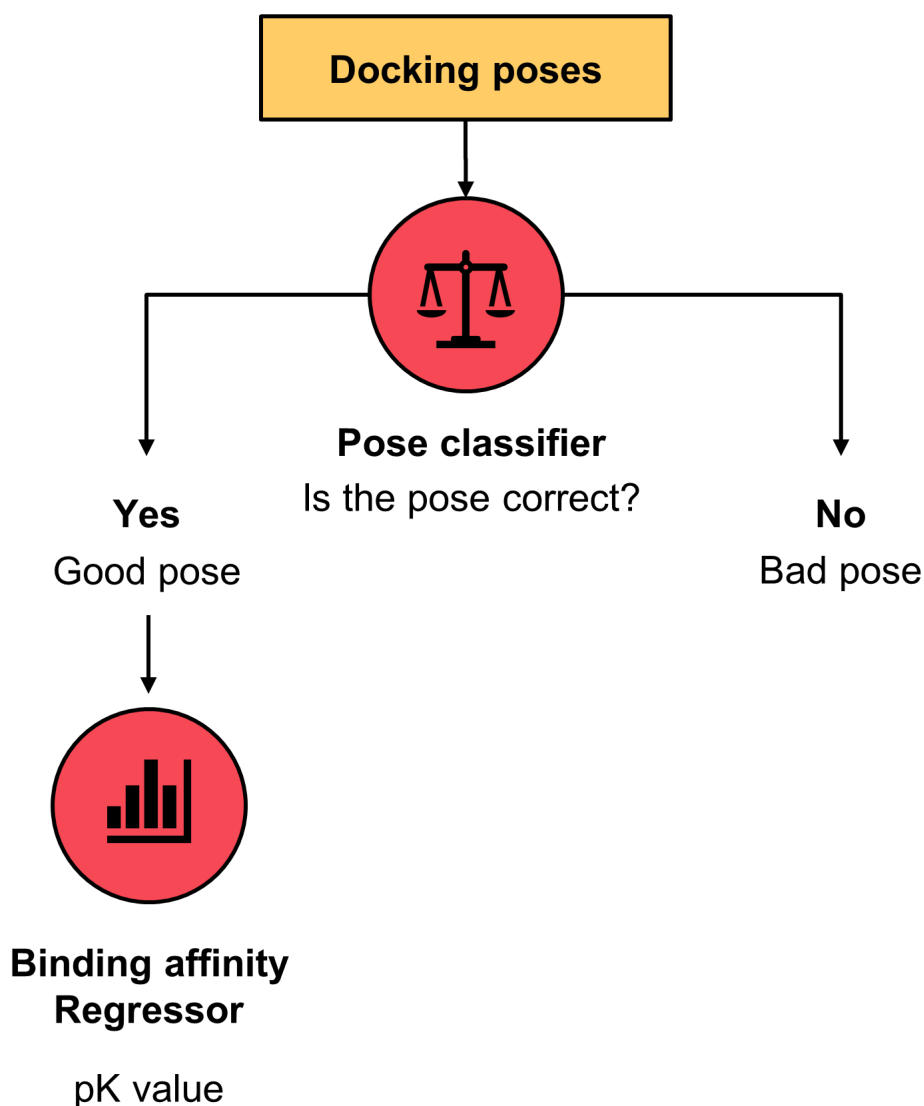 Docking poses
Pose classifier
Is the pose correct?
Yes
Good pose
No
Bad pose
Binding affinity
Regressor
pK value